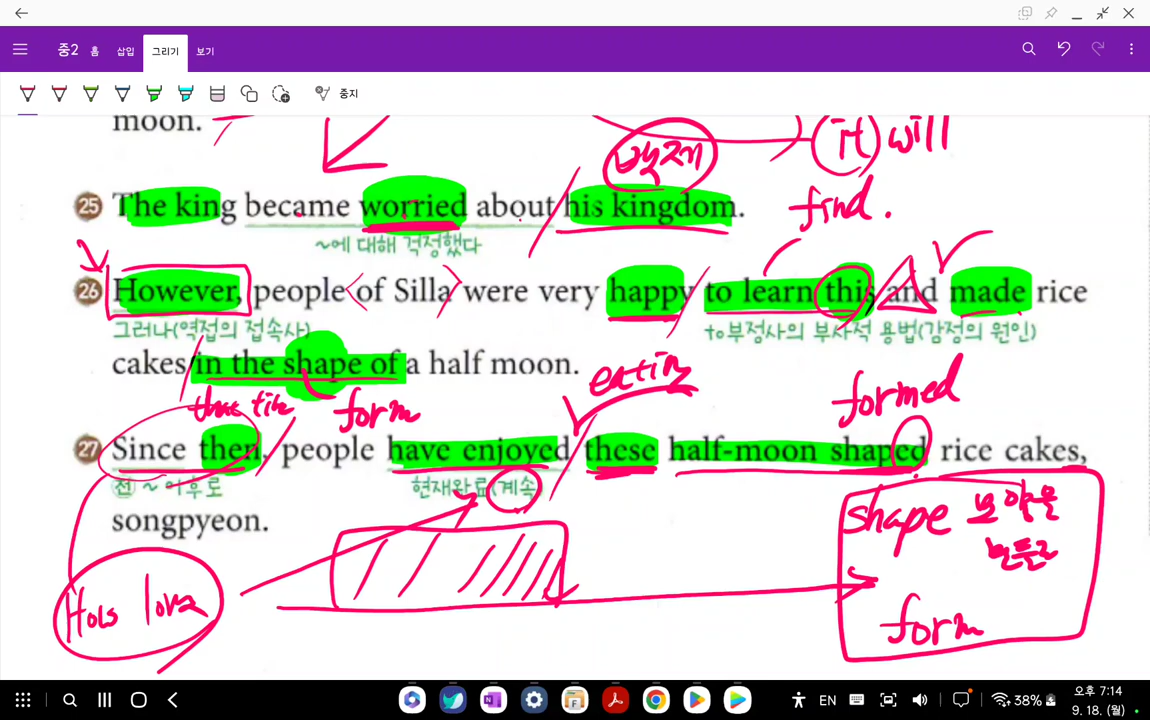 중2 홈 삽입 그리기 보기
중지
moon.
it will
find.
25 The king became worried about his kingdom.
~에 대해 걱정했다
26 However, people of Silla were very happy to learn this and made rice
그러나(역접의 접속사) to부정사의 부사적 용법(감정의 원인)
cakes in the shape of a half moon.
form
eating
formed
27 Since then, people have enjoyed these half-moon shaped rice cakes,
전 ~ 이후로 현재완료(계속)
songpyeon.
shape 모양을
만들다
form
EN
38%
오후 7:14
9. 18. (월)